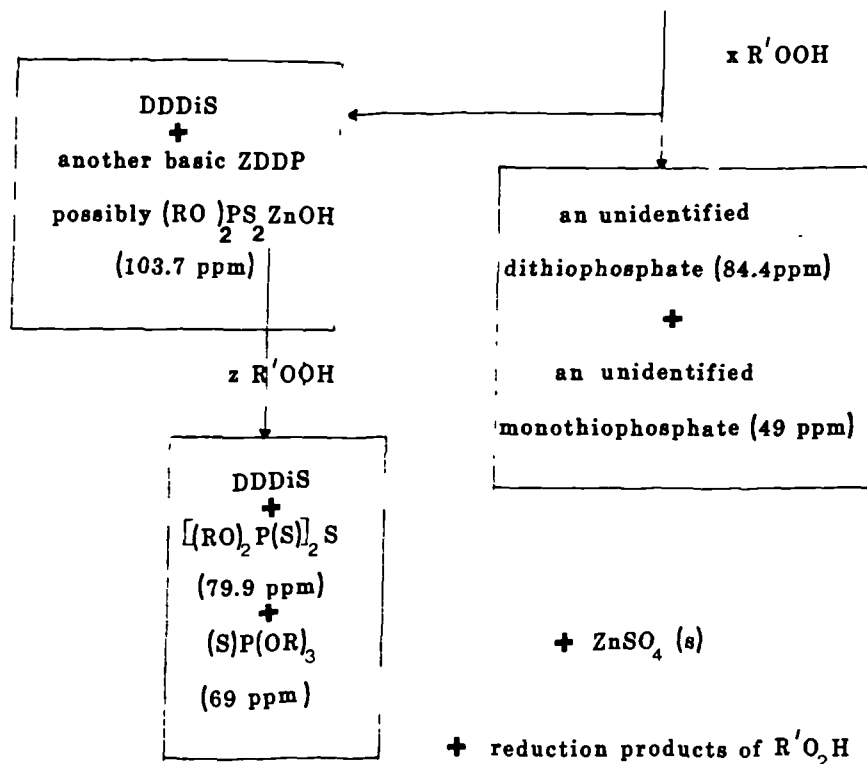 x R'OOH
DDDiS
+
another basic ZDDP
possibly (RO)₂PS₂ZnOH
(103.7 ppm)
an unidentified
dithiophosphate (84.4ppm)
+
an unidentified
monothiophosphate (49 ppm)
z R'OOH
DDDiS
+
[(RO)₂P(S)]₂S
(79.9 ppm)
+
(S)P(OR)₃
(69 ppm)
+ ZnSO₄ (s)
+ reduction products of R'O₂H